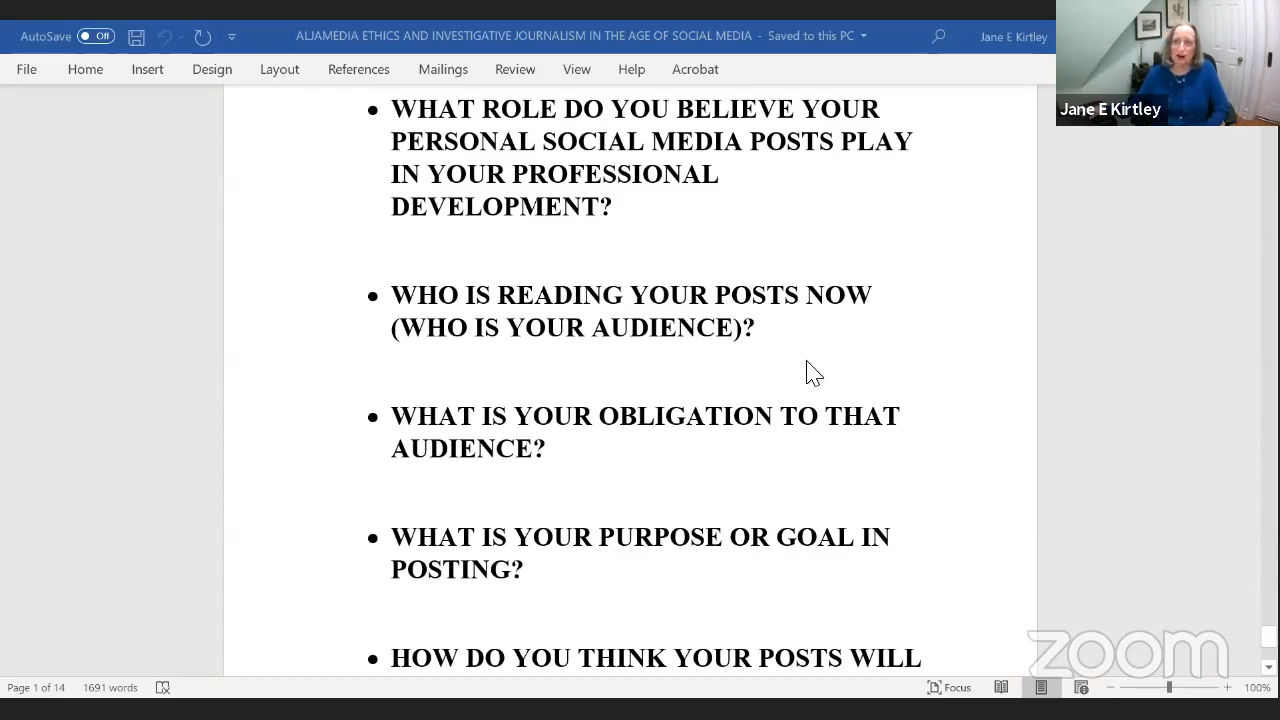 AutoSave Off
ALJAMEDIA ETHICS AND INVESTIGATIVE JOURNALISM IN THE AGE OF SOCIAL MEDIA - Saved to this PC
Jane E Kirtley
File Home Insert Design Layout References Mailings Review View Help Acrobat
Jane E Kirtley
• WHAT ROLE DO YOU BELIEVE YOUR
PERSONAL SOCIAL MEDIA POSTS PLAY
IN YOUR PROFESSIONAL
DEVELOPMENT?
• WHO IS READING YOUR POSTS NOW
(WHO IS YOUR AUDIENCE)?
• WHAT IS YOUR OBLIGATION TO THAT
AUDIENCE?
• WHAT IS YOUR PURPOSE OR GOAL IN
POSTING?
• HOW DO YOU THINK YOUR POSTS WILL
zoom
Page 1 of 14 1691 words
Focus
100%